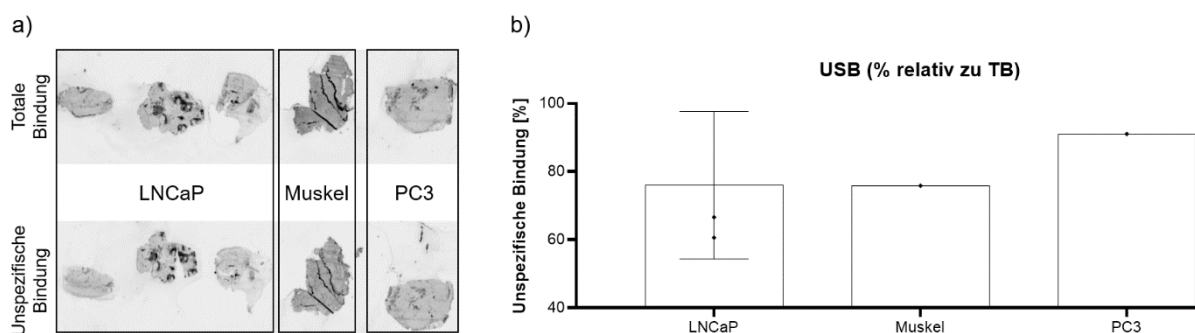 a)
Totale
Bindung
LNCaP
Muskel
PC3
Unspezifische
Bindung
b)
USB (% relativ zu TB)
Unspezifische Bindung [%]
100
80
60
40
LNCaP
Muskel
PC3